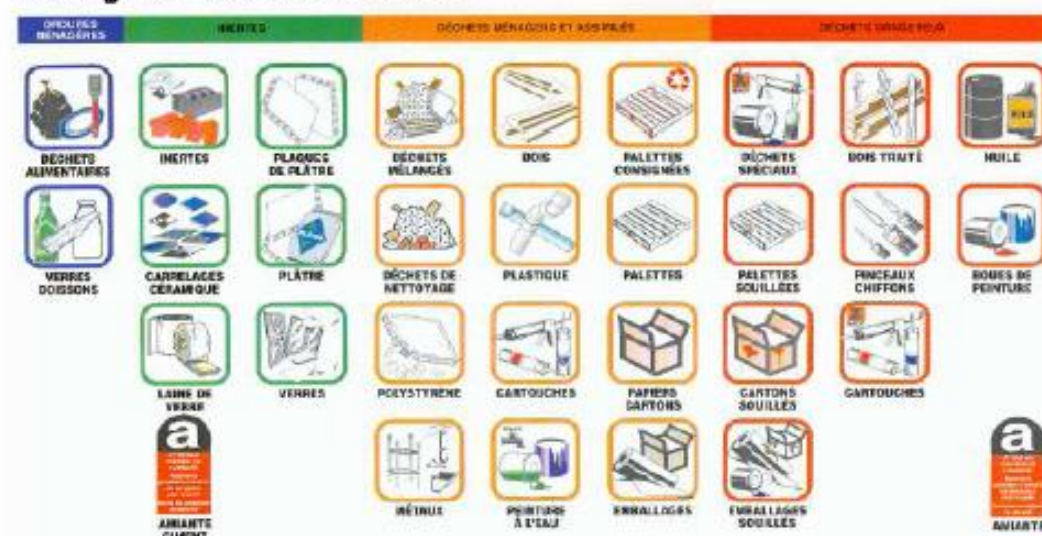 ORDURES
MÉNAGÈRES
INERTES
DÉCHETS MÉNAGERS ET ASSIMILÉS
DÉCHETS DANGEREUX
DÉCHETS
ALIMENTAIRES
INERTES
PLAQUES
DE PLÂTRE
DÉCHETS
MÉLANGÉS
BOIS
PALETTES
CONSIGNÉES
DÉCHETS
SPÉCIAUX
BOIS TRAITÉ
HUILE
VERRES
BOISSONS
CARRELAGES
CÉRAMIQUE
PLÂTRE
DÉCHETS DE
NETTOYAGE
PLASTIQUE
PALETTES
PALETTES
SOUILLÉES
PINCEAUX
CHIFFONS
BOUES DE
PEINTURE
LAINE DE
VERRE
VERRES
POLYSTYRENE
CARTOUCHES
PAPIERS
CARTONS
CARTONS
SOUILLÉS
CARTOUCHES
a
AMIANTE
CIMENT
MÉTAUX
PEINTURE
À L'EAU
EMBALLAGES
EMBALLAGES
SOUILLÉS
a
AMIANTE